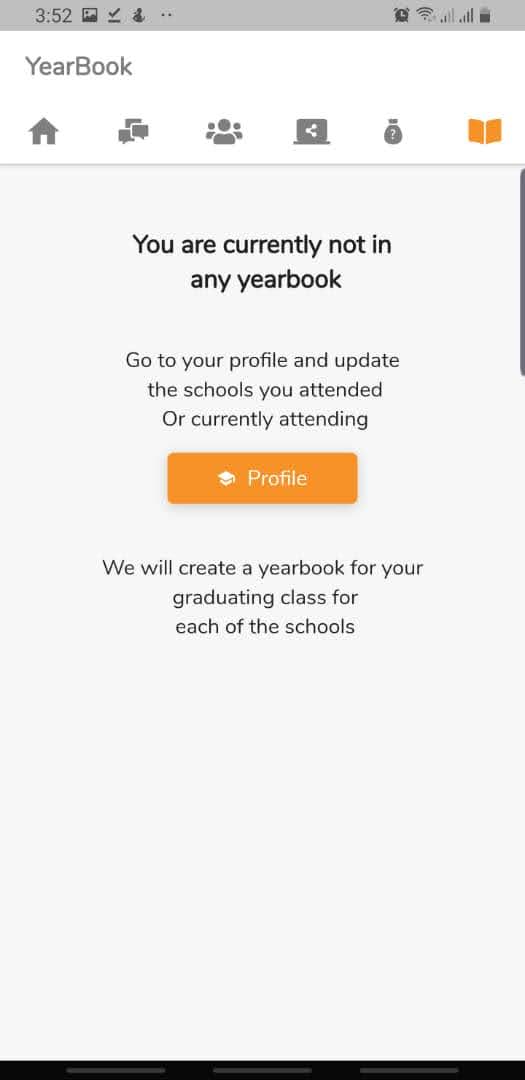 3:52
YearBook
You are currently not in
any yearbook
Go to your profile and update
the schools you attended
Or currently attending
Profile
We will create a yearbook for your
graduating class for
each of the schools